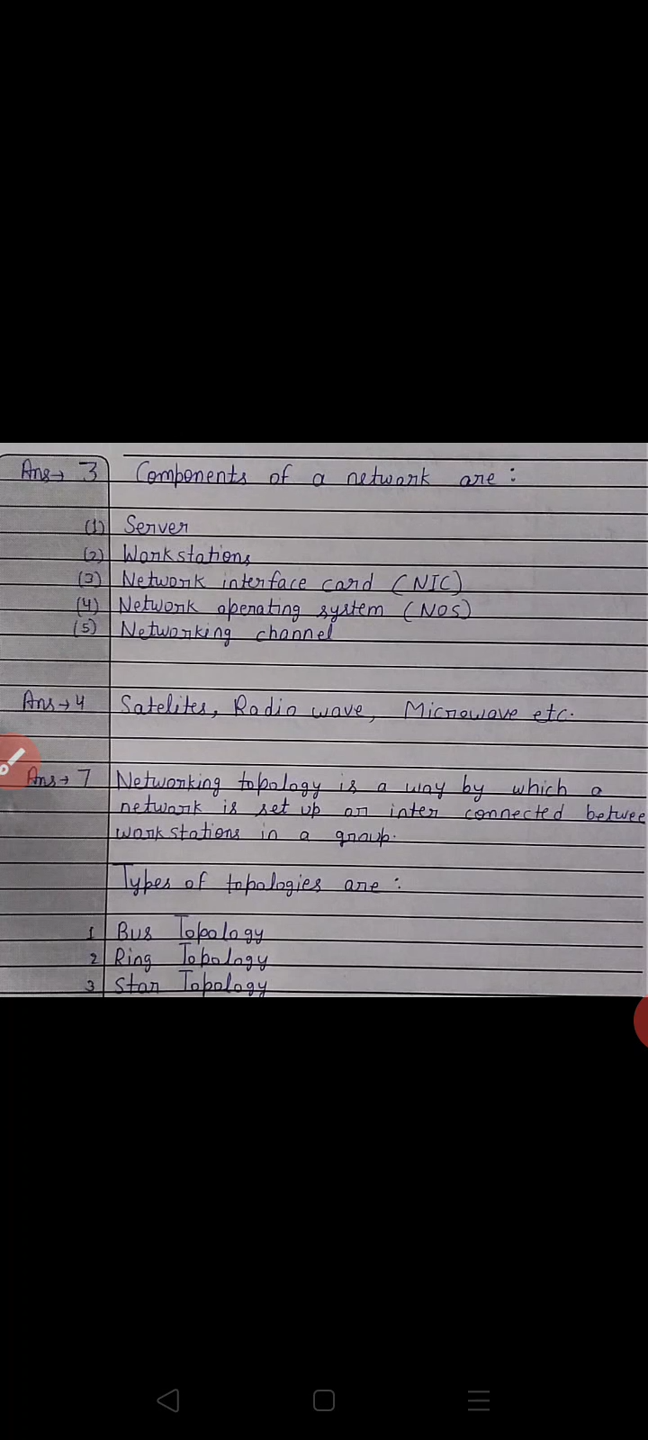 Ans→ 3 Components of a network are :
(1) Server
(2) Workstations
(3) Network interface card (NIC)
(4) Network operating system (NOS)
(5) Networking channel
Ans→4 Satelites, Radio wave, Microwave etc.
Ans→7 Networking topology is a way by which a
network is set up or inter connected betwee
workstations in a group.
Types of topologies are :
1 Bus Topology
2 Ring Topology
3 Star Topology